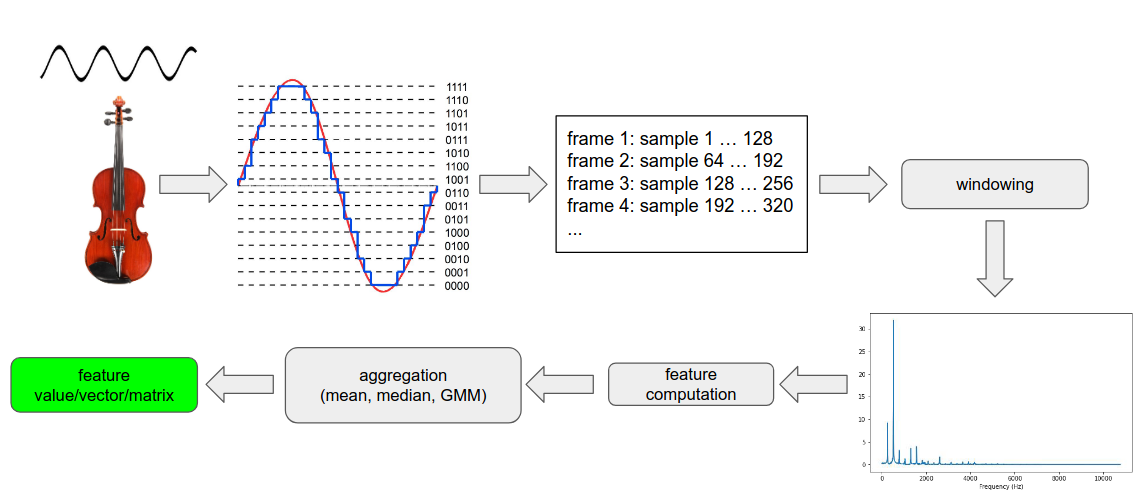 1111
1110
1101
1011
0111
1010
1100
1001
0110
0011
0101
1000
0100
0010
0001
0000
frame 1: sample 1 … 128
frame 2: sample 64 … 192
frame 3: sample 128 … 256
frame 4: sample 192 … 320
...
windowing
30
25
20
15
10
5
0
0 2000 4000 6000 8000 10000
Frequency (Hz)
feature
computation
aggregation
(mean, median, GMM)
feature
value/vector/matrix